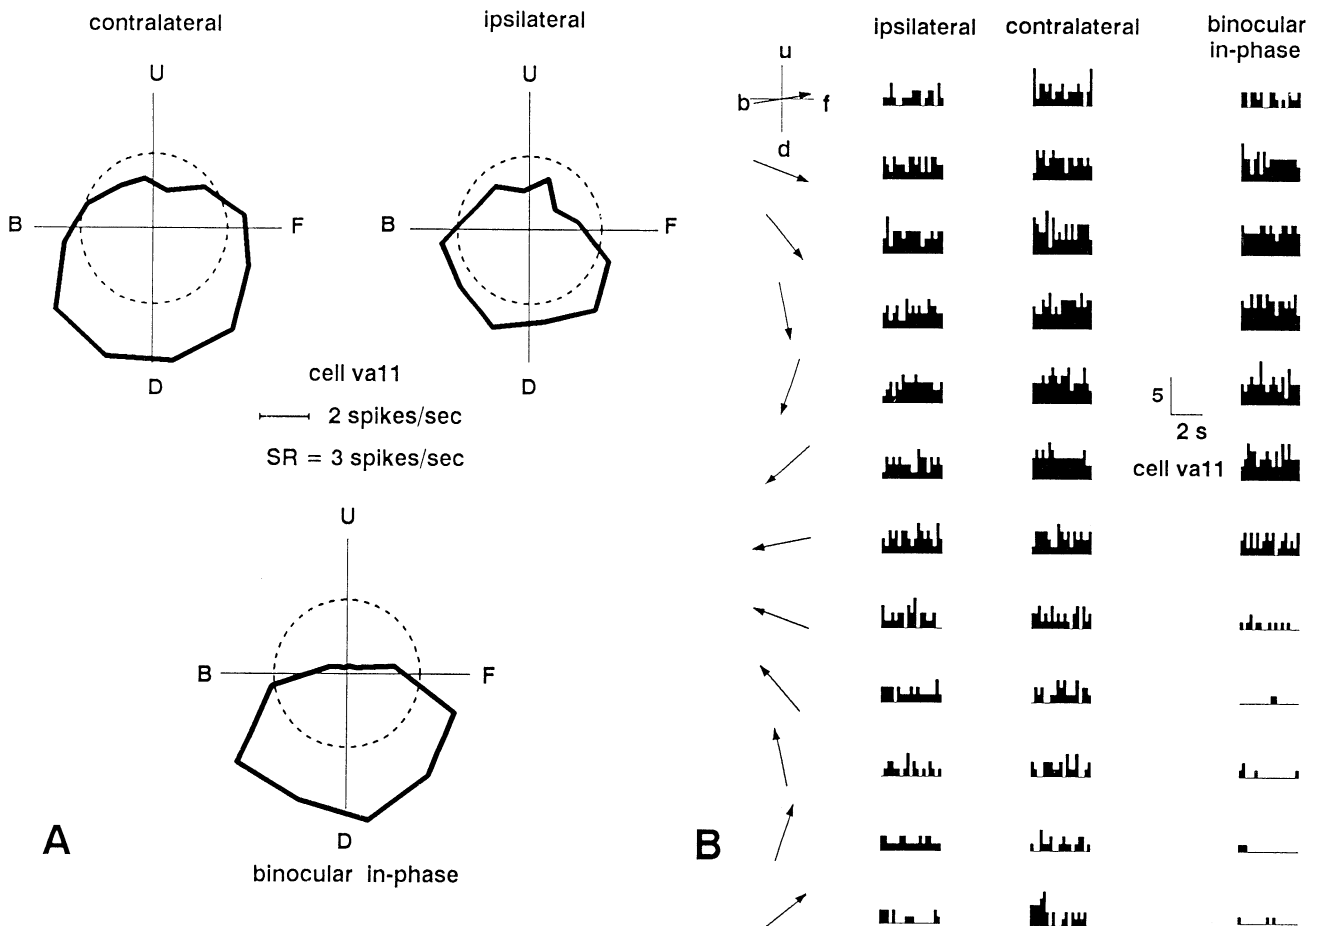 contralateral
U
B
F
D
ipsilateral
U
B
F
D
cell va11
2 spikes/sec
SR = 3 spikes/sec
U
B
F
D
binocular in-phase
A
ipsilateral
contralateral
binocular
in-phase
u
b
f
d
5
2 s
cell va11
B